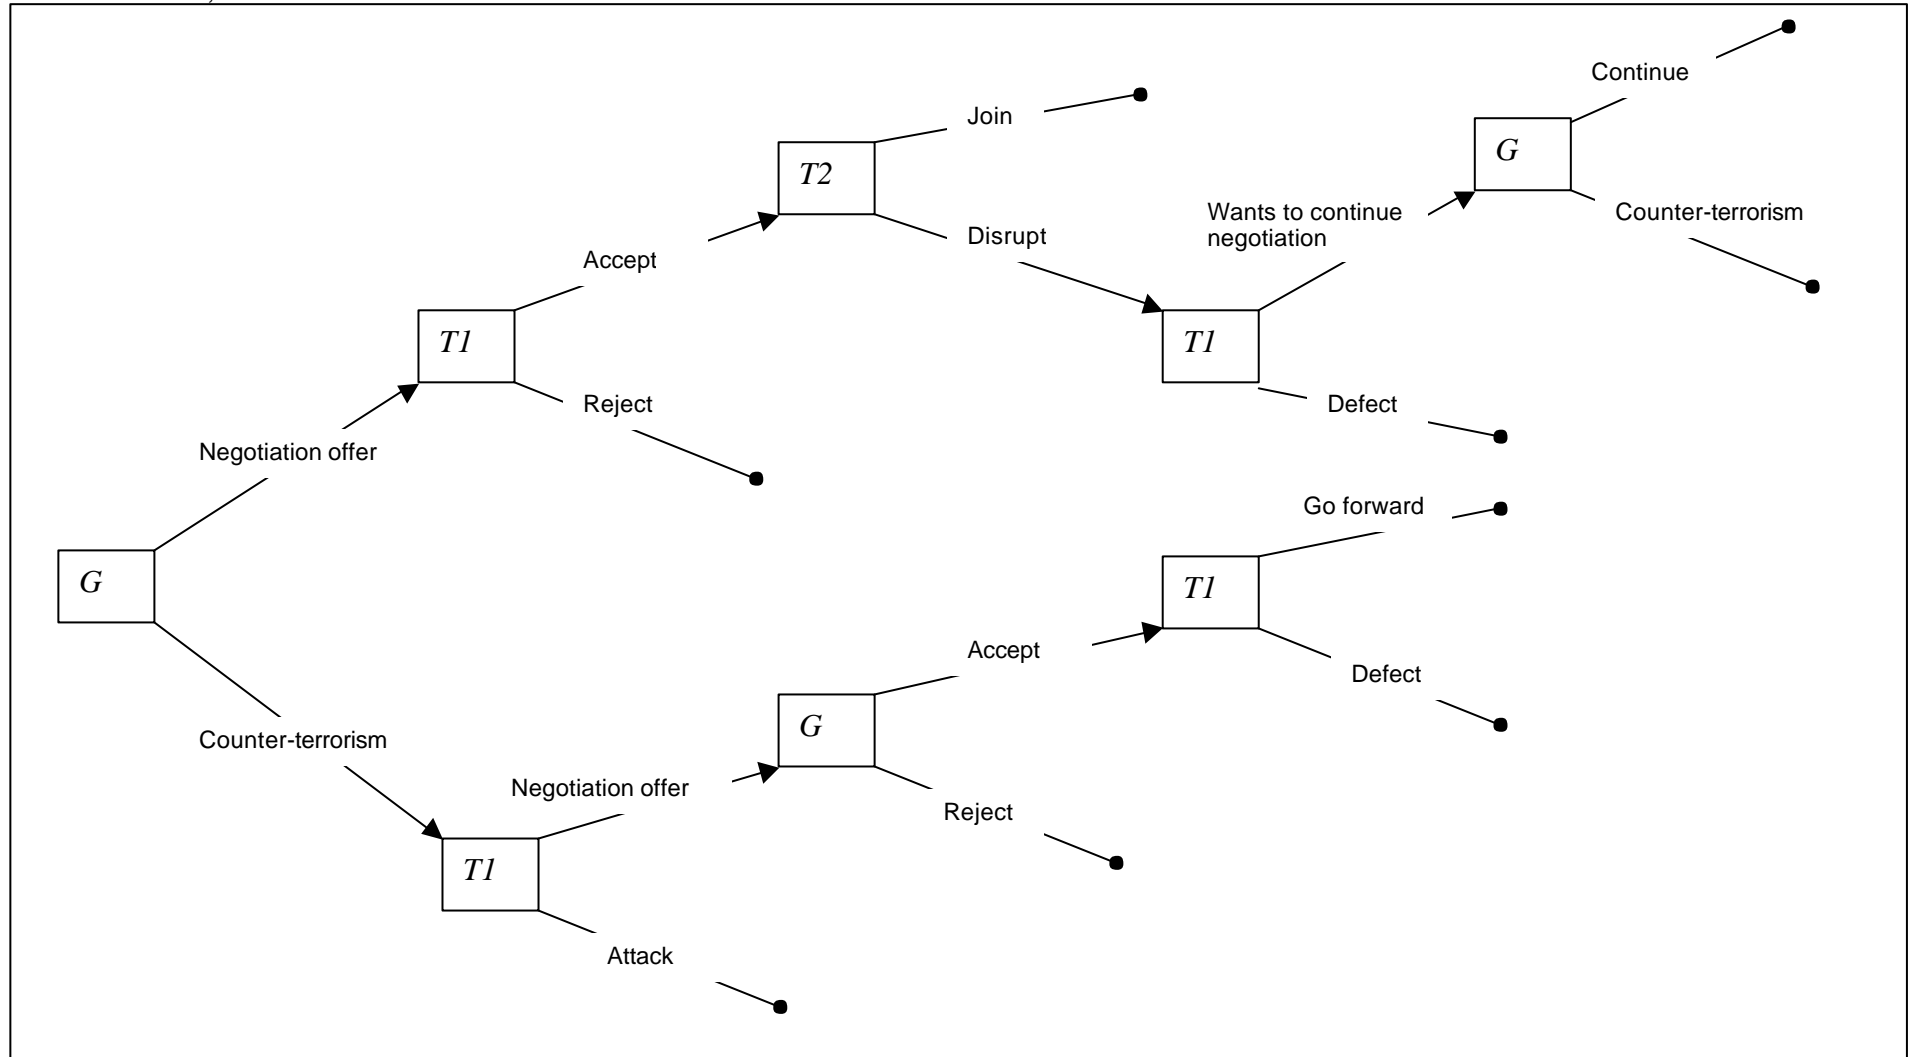 Continue
Join
G
T2
Wants to continue
negotiation
Counter-terrorism
Disrupt
Accept
T1
T1
Reject
Defect
Negotiation offer
Go forward
G
T1
Accept
Defect
G
Counter-terrorism
Negotiation offer
Reject
T1
Attack